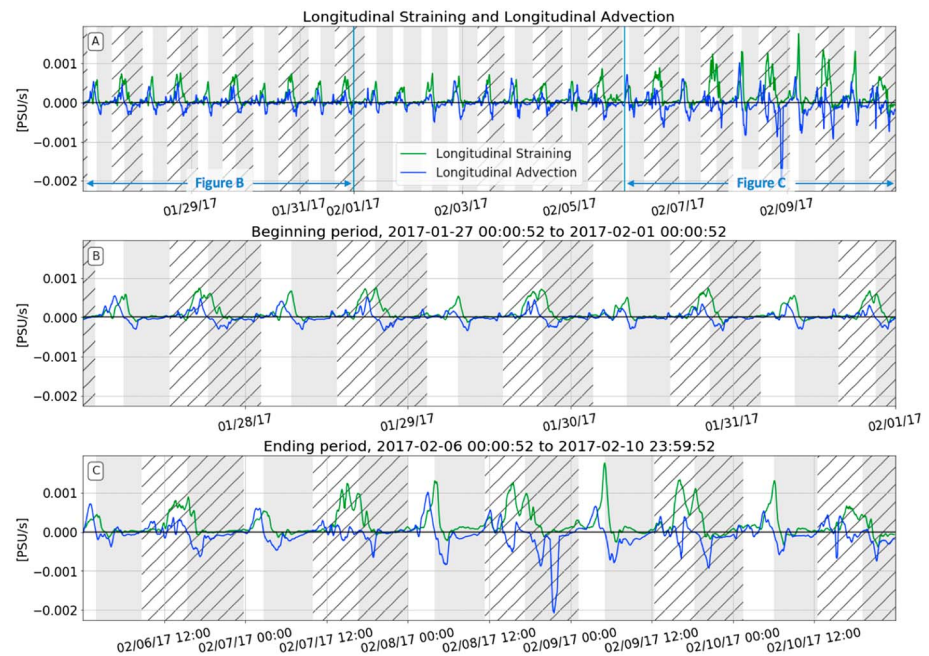 Longitudinal Straining and Longitudinal Advection
A
0.001
0.000
−0.001
−0.002
[PSU/s]
Longitudinal Straining
Longitudinal Advection
Figure B
Figure C
01/29/17 01/31/17 02/01/17 02/03/17 02/05/17 02/07/17 02/09/17
Beginning period, 2017-01-27 00:00:52 to 2017-02-01 00:00:52
B
0.001
0.000
−0.001
−0.002
[PSU/s]
01/28/17 01/29/17 01/30/17 01/31/17 02/01/17
Ending period, 2017-02-06 00:00:52 to 2017-02-10 23:59:52
C
0.001
0.000
−0.001
−0.002
[PSU/s]
02/06/17 12:00 02/07/17 00:00 02/07/17 12:00 02/08/17 00:00 02/08/17 12:00 02/09/17 00:00 02/09/17 12:00 02/10/17 00:00 02/10/17 12:00